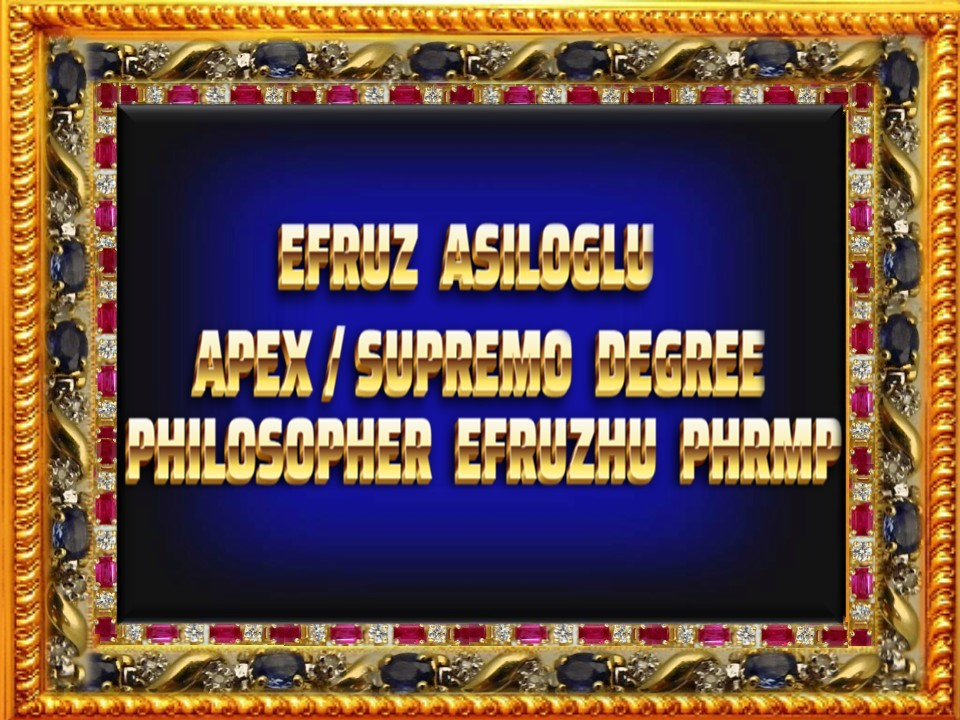 EFRUZ ASILOGLU
APEX / SUPREMO DEGREE
PHILOSOPHER EFRUZHU PHRMP